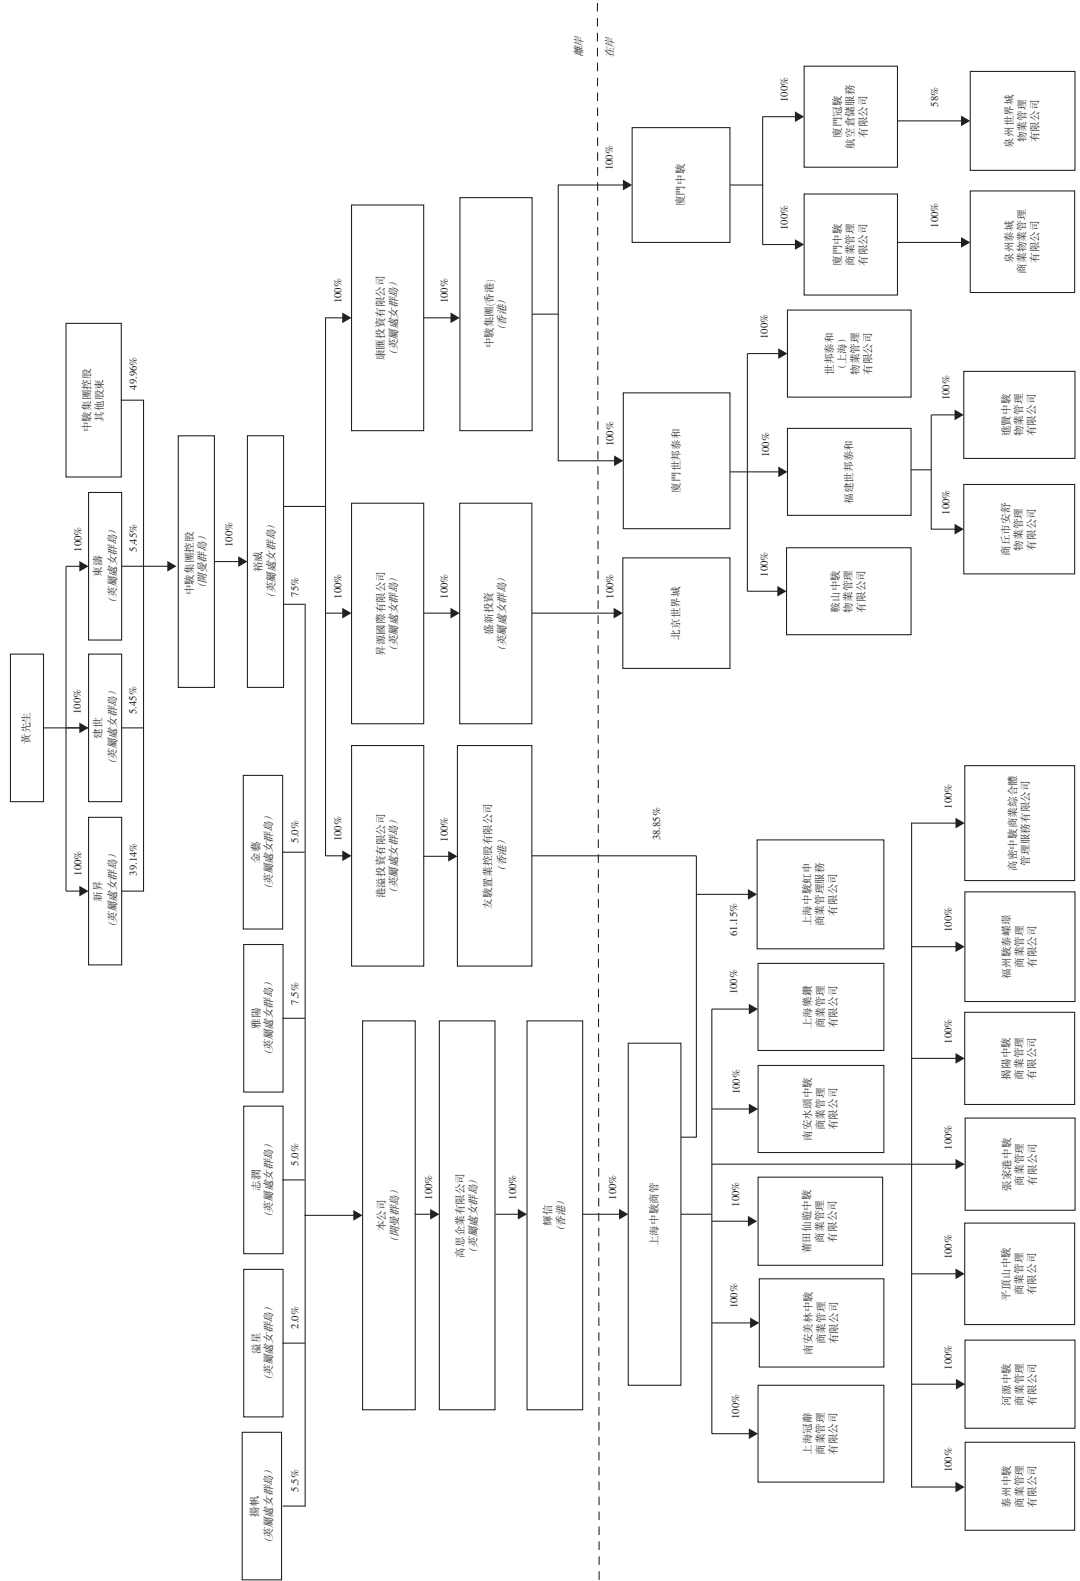 黃先生
100%
100%
100%
新昇
(英屬處女群島)
建世
(英屬處女群島)
東濤
(英屬處女群島)
中駿集團控股
其他股東
39.14%
5.45%
5.45%
49.96%
中駿集團控股
(開曼群島)
100%
揚帆
(英屬處女群島)
溢星
(英屬處女群島)
志潤
(英屬處女群島)
雅陽
(英屬處女群島)
金藝
(英屬處女群島)
裕威
(英屬處女群島)
5.5%
2.0%
5.0%
7.5%
5.0%
75%
100%
100%
100%
本公司
(開曼群島)
港溢投資有限公司
(英屬處女群島)
昇源國際有限公司
(英屬處女群島)
康匯投資有限公司
(英屬處女群島)
100%
100%
100%
100%
高思企業有限公司
(英屬處女群島)
友駿置業控股有限公司
(香港)
盛新投資
(英屬處女群島)
中駿集團(香港)
(香港)
100%
輝信
(香港)
離岸
在岸
100%
38.85%
100%
100%
100%
上海中駿商管
北京世界城
廈門世邦泰和
廈門中駿
100%
100%
100%
100%
100%
61.15%
100%
100%
100%
100%
100%
上海冠辭
商業管理
有限公司
南安美林中駿
商業管理
有限公司
莆田仙遊中駿
商業管理
有限公司
南安水頭中駿
商業管理
有限公司
商業管理
有限公司
上海中駿虹申
商業管理服務
有限公司
鞍山中駿
物業管理
有限公司
福建世邦泰和
世邦泰和
(上海)
物業管理
有限公司
廈門中駿
商業管理
有限公司
廈門冠駿
航空倉儲服務
有限公司
100%
100%
100%
100%
100%
100%
100%
100%
100%
100%
58%
泰州中駿
商業管理
有限公司
河源中駿
商業管理
有限公司
平頂山中駿
商業管理
有限公司
張家港中駿
商業管理
有限公司
揭陽中駿
商業管理
有限公司
福州駿泰嶸璟
商業管理
有限公司
高密中駿商業綜合體
管理服務有限公司
商丘市安舒
物業管理
有限公司
進賢中駿
物業管理
有限公司
泉州泰城
商業物業管理
有限公司
泉州世界城
物業管理
有限公司